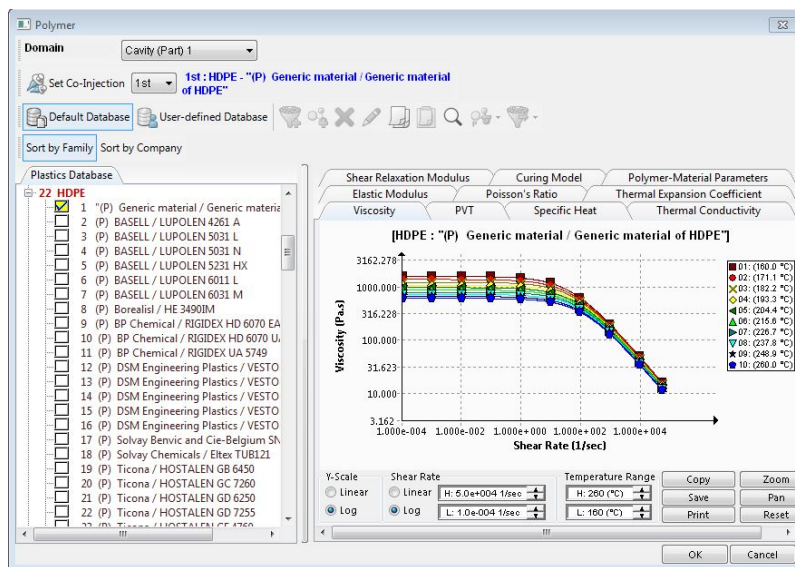 Polymer
Domain
Cavity (Part) 1
Set Co-Injection 1st
1st : HDPE - "(P) Generic material / Generic material of HDPE"
Default Database User-defined Database
Sort by Family Sort by Company
Plastics Database
22 HDPE
1 "(P) Generic material / Generic materia
2 (P) BASELL / LUPOLEN 4261 A
3 (P) BASELL / LUPOLEN 5031 L
4 (P) BASELL / LUPOLEN 5031 N
5 (P) BASELL / LUPOLEN 5231 HX
6 (P) BASELL / LUPOLEN 6011 L
7 (P) BASELL / LUPOLEN 6031 M
8 (P) Borealisl / HE 3490IM
9 (P) BP Chemical / RIGIDEX HD 6070 EA
10 (P) BP Chemical / RIGIDEX HD 6070 U
11 (P) BP Chemical / RIGIDEX UA 5749
12 (P) DSM Engineering Plastics / VESTO
13 (P) DSM Engineering Plastics / VESTO
14 (P) DSM Engineering Plastics / VESTO
15 (P) DSM Engineering Plastics / VESTO
16 (P) DSM Engineering Plastics / VESTO
17 (P) Solvay Benvic and Cie-Belgium SN
18 (P) Solvay Chemicals / Eltex TUB121
19 (P) Ticona / HOSTALEN GB 6450
20 (P) Ticona / HOSTALEN GC 7260
21 (P) Ticona / HOSTALEN GD 6250
22 (P) Ticona / HOSTALEN GD 7255
Shear Relaxation Modulus Curing Model Polymer-Material Parameters
Elastic Modulus Poisson's Ratio Thermal Expansion Coefficient
Viscosity PVT Specific Heat Thermal Conductivity
[HDPE : "(P) Generic material / Generic material of HDPE"]
Viscosity (Pa.s)
3162.278
1000.000
316.228
100.000
31.623
10.000
3.162
1.000e-004 1.000e-002 1.000e+000 1.000e+002 1.000e+004
Shear Rate (1/sec)
01: (160.0 °C)
02: (171.1 °C)
03: (182.2 °C)
04: (193.3 °C)
05: (204.4 °C)
06: (215.6 °C)
07: (226.7 °C)
08: (237.8 °C)
09: (248.9 °C)
10: (260.0 °C)
Y-Scale Shear Rate Temperature Range
Linear Linear H: 5.0e+004 1/sec H: 260 (°C)
Log Log L: 1.0e-004 1/sec L: 160 (°C)
Copy Zoom
Save Pan
Print Reset
OK Cancel